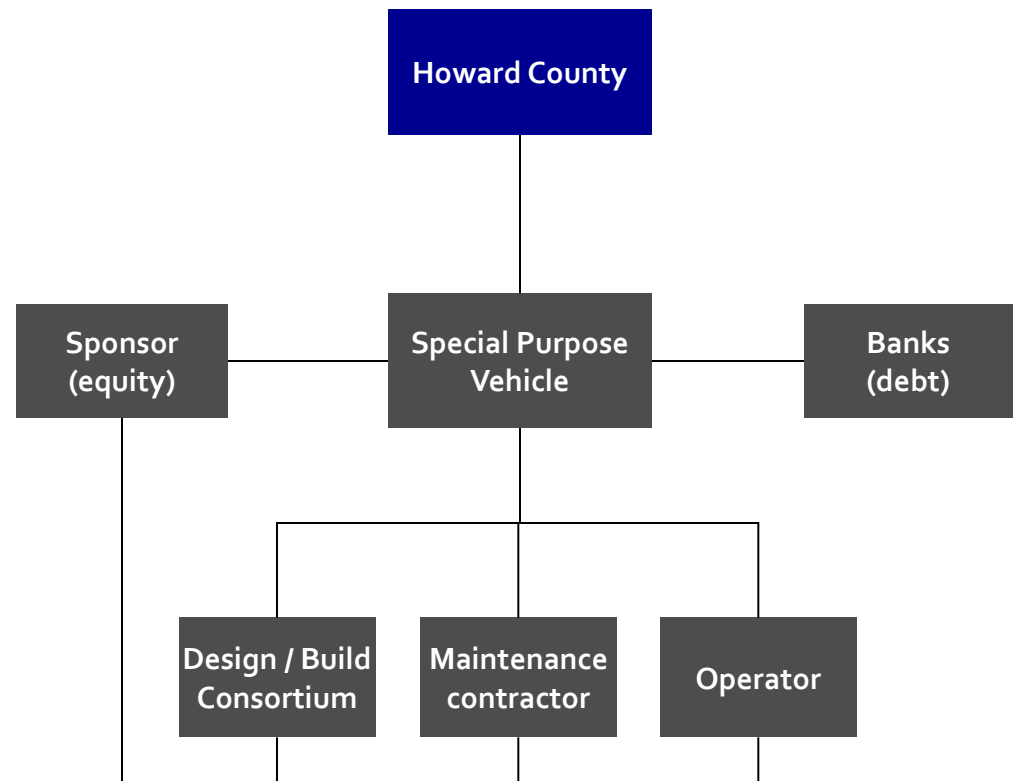 Howard County
Sponsor
(equity)
Special Purpose
Vehicle
Banks
(debt)
Design / Build
Consortium
Maintenance
contractor
Operator